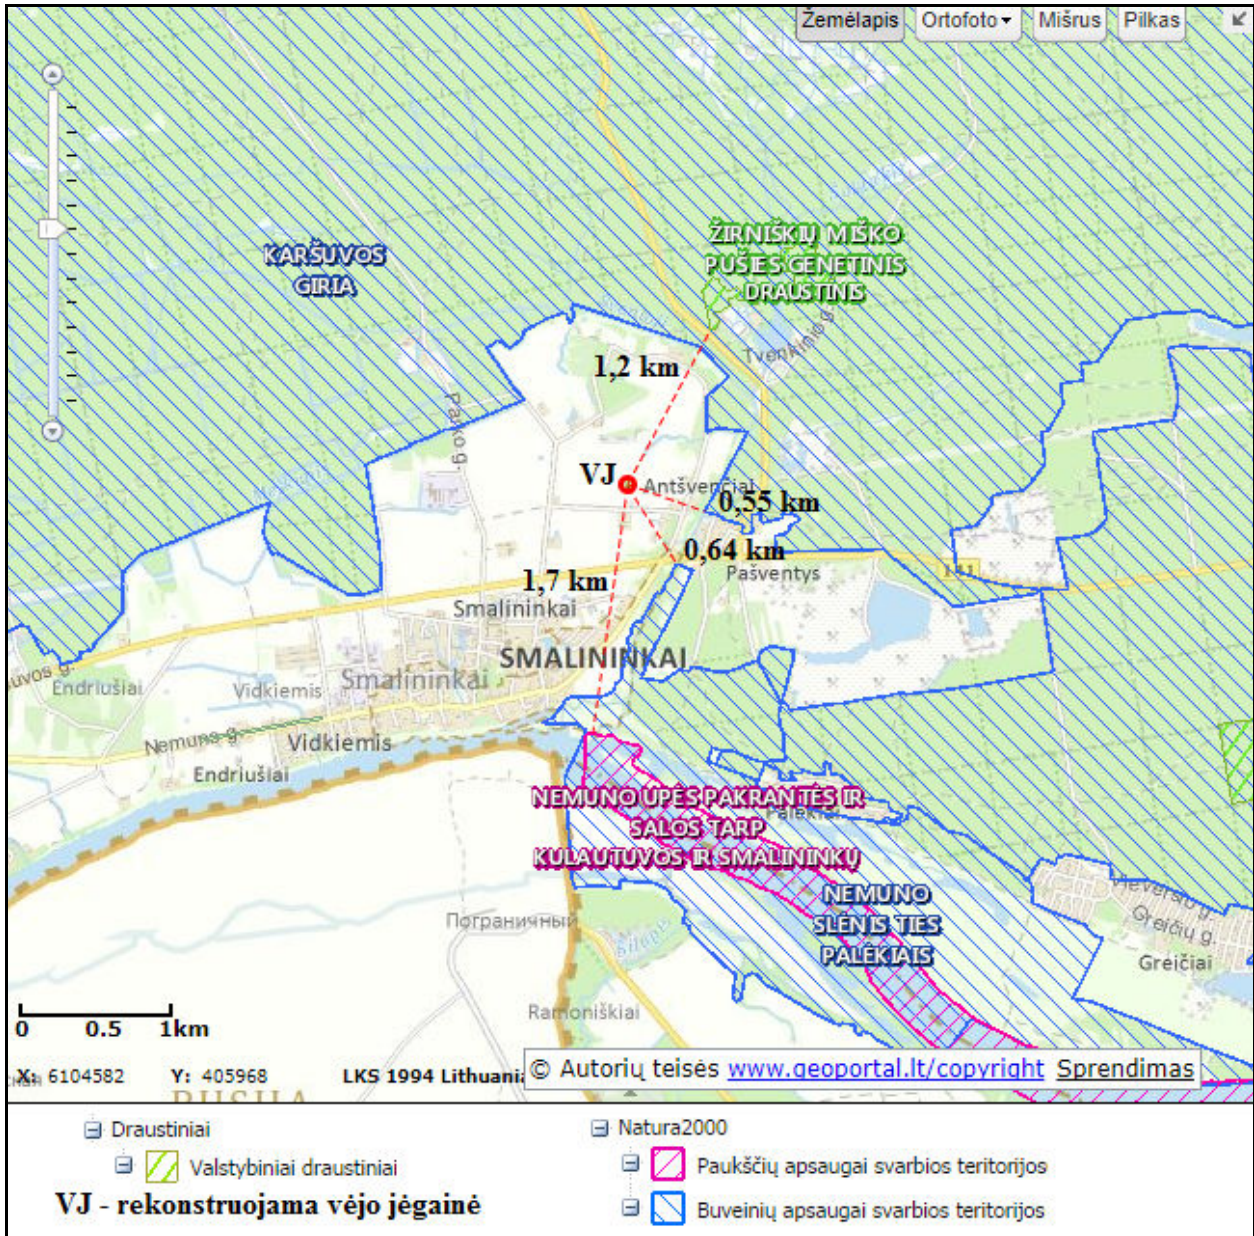 Žemėlapis Ortofoto Mišrus Pilkas
KARŠUVOS
GIRIA
ŽIRNIŠKIŲ MIŠKO
PUŠIES GENETINIS
DRAUSTINIS
Tvenkinio g.
1,2 km
Parko g.
VJ
Antšvenčiai
0,55 km
0,64 km
Pašventys
141
1,7 km
Smalininkai
SMALININKAI
Smalininkai
Endriušiai
Vidkiemis
Nemuno g.
Vidkiemis
Endriušiai
NEMUNO UPĖS PAKRANTĖS IR
SALOS TARP
KULAUTUVOS IR SMALININKŲ
Palėkiai
NEMUNO
SLĖNIS TIES
PALĖKIAIS
Greičių g.
Greičiai
Пограничный
Ramoniškiai
0 0.5 1km
X: 6104582 Y: 405968 LKS 1994 Lithuania
© Autorių teisės www.geoportal.lt/copyright Sprendimas
Draustiniai
Valstybiniai draustiniai
VJ - rekonstruojama vėjo jėgainė
Natura2000
Paukščių apsaugai svarbios teritorijos
Buveinių apsaugai svarbios teritorijos